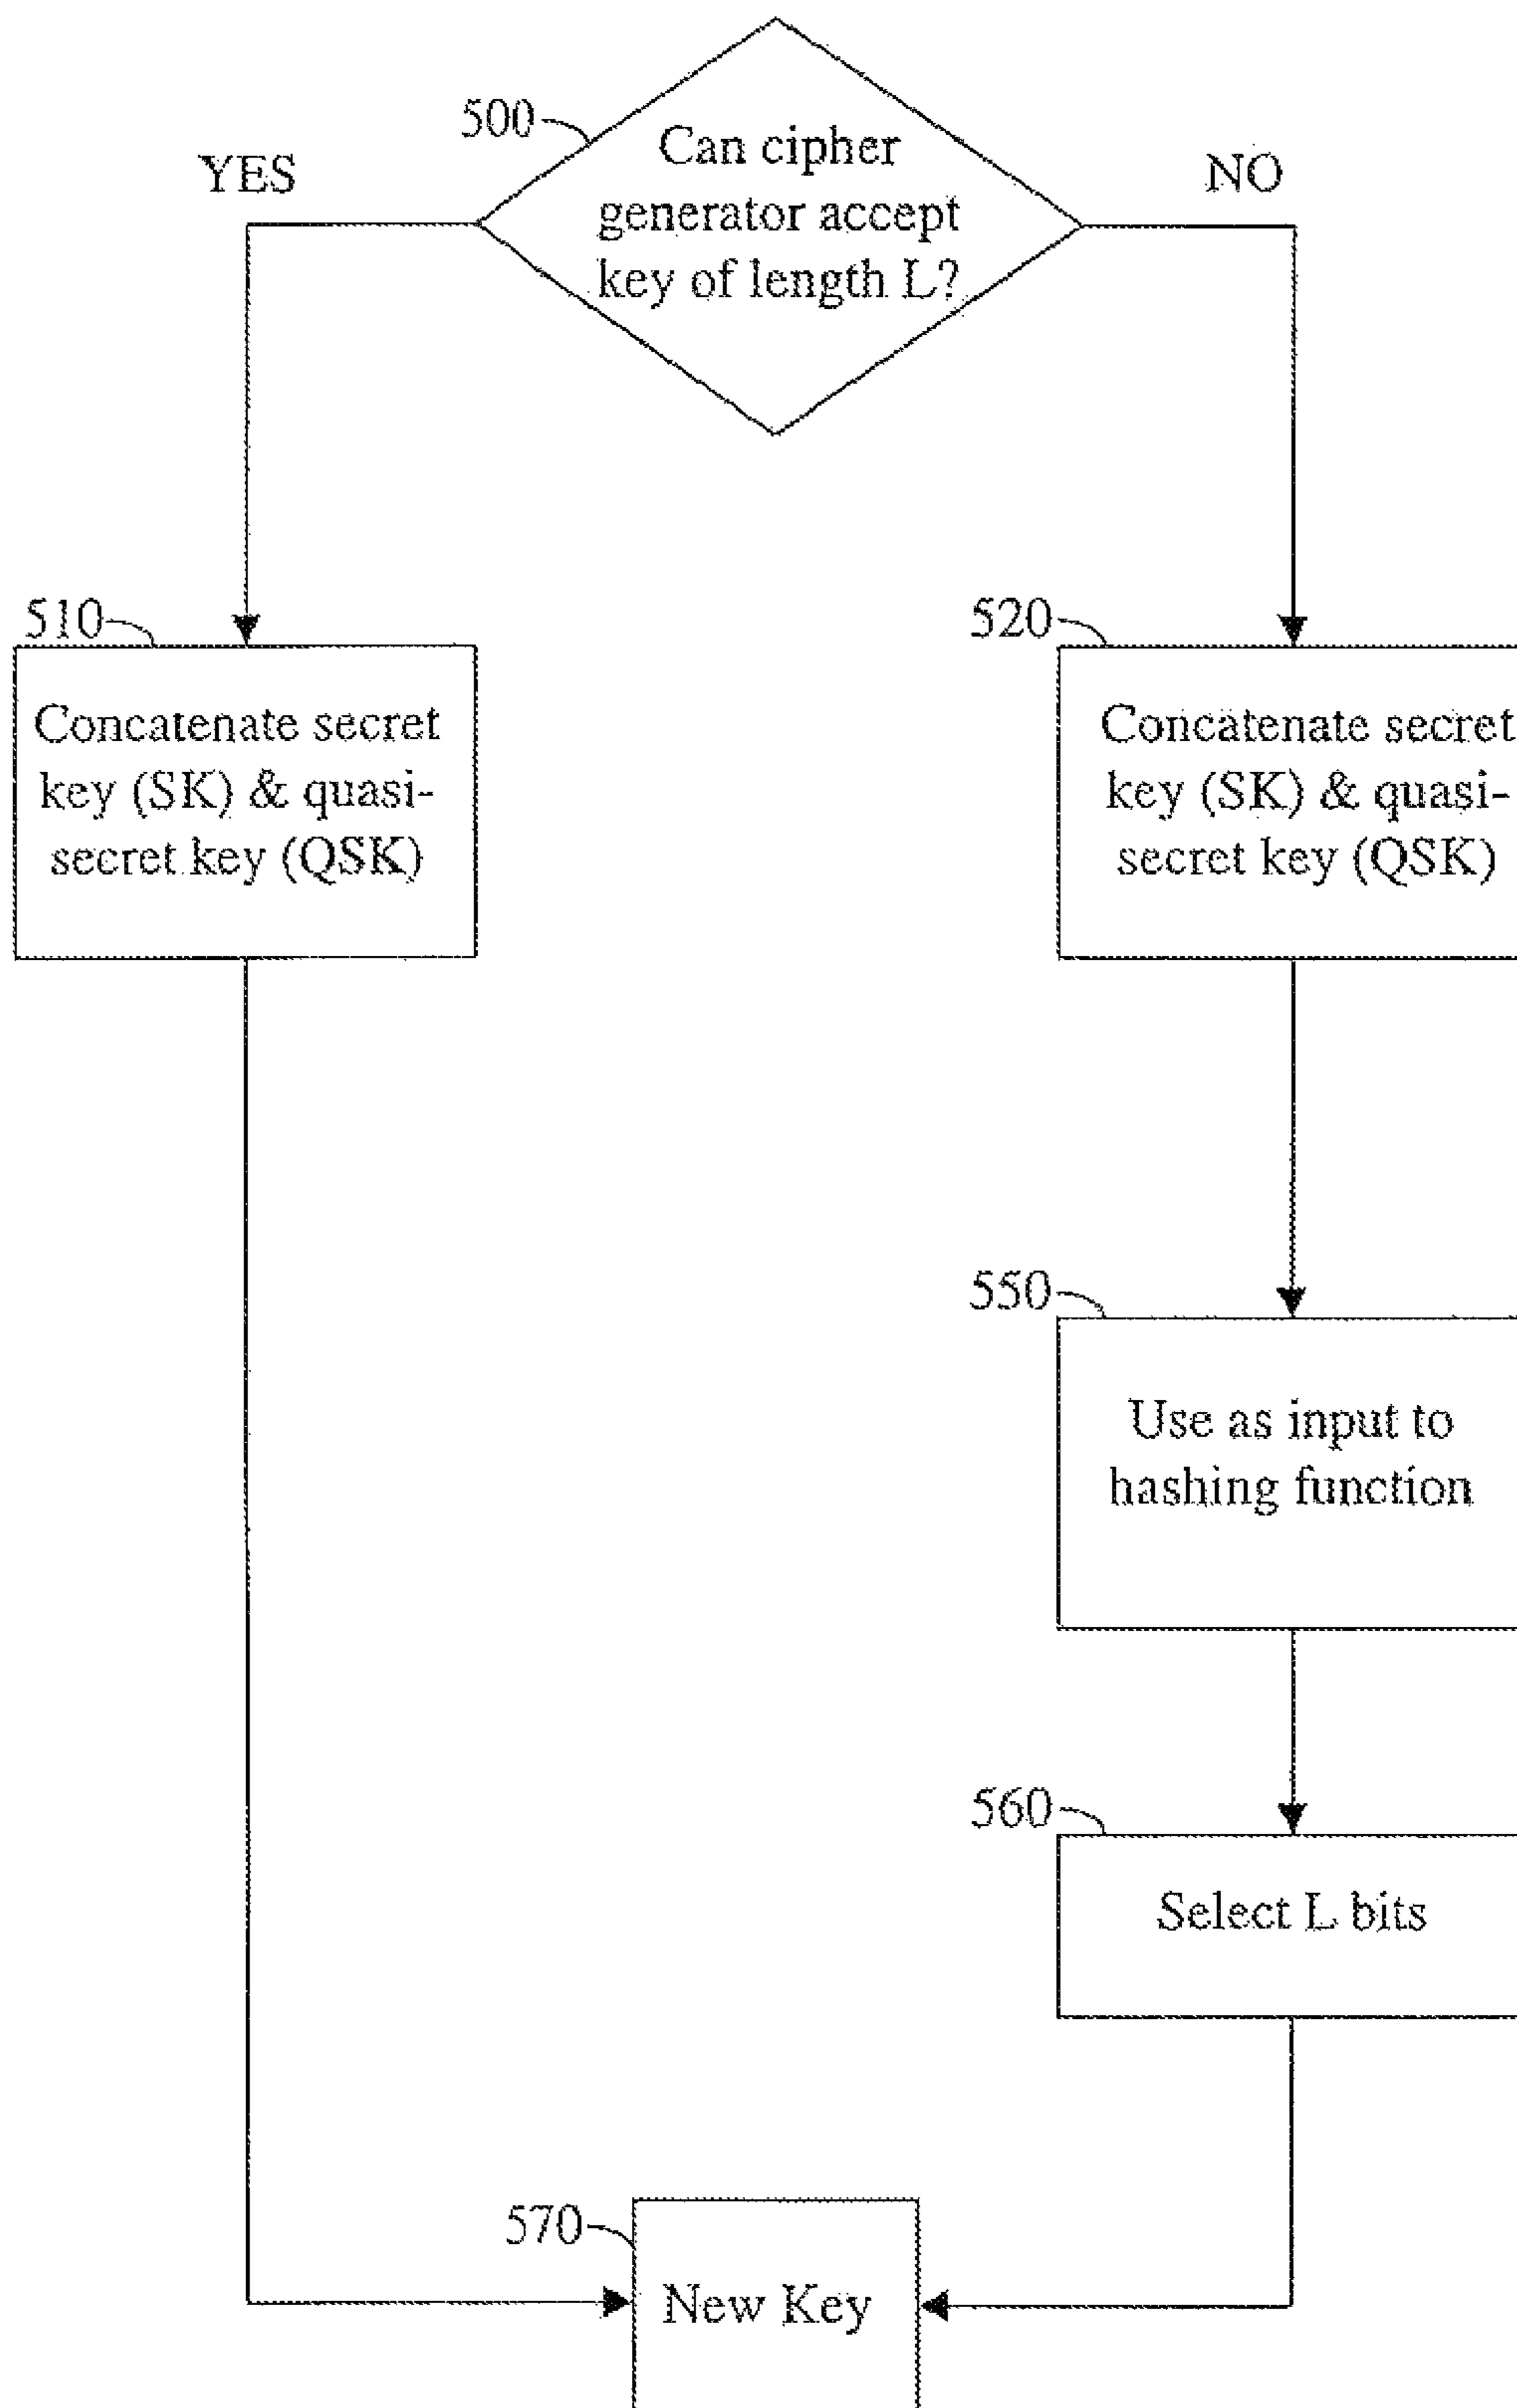 500
YES
Can cipher
generator accept
key of length L?
NO
510
Concatenate secret
key (SK) & quasi-
secret key (QSK)
520
Concatenate secret
key (SK) & quasi-
secret key (QSK)
550
Use as input to
hashing function
560
Select L bits
570
New Key